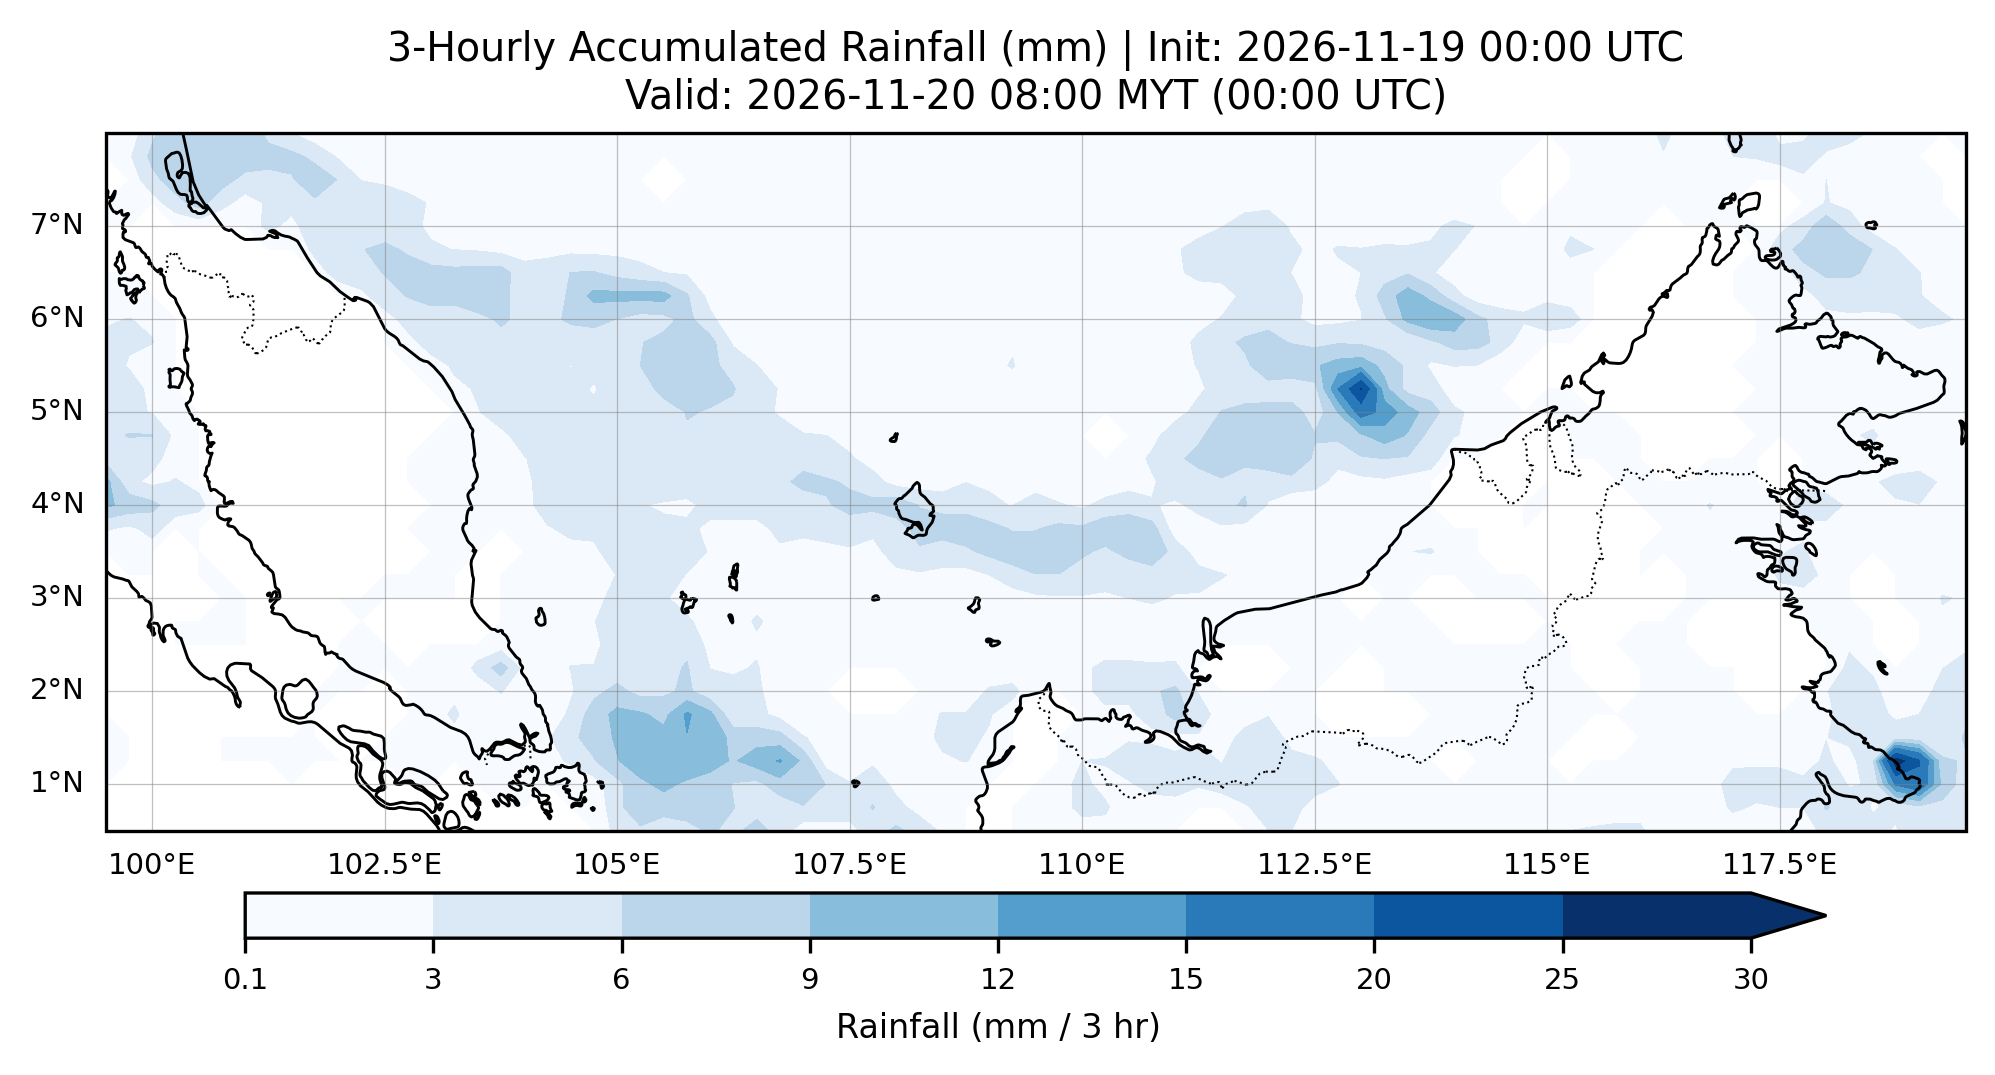 3-Hourly Accumulated Rainfall (mm) | Init: 2026-11-19 00:00 UTC
Valid: 2026-11-20 08:00 MYT (00:00 UTC)
7°N
6°N
5°N
4°N
3°N
2°N
1°N
100°E 102.5°E 105°E 107.5°E 110°E 112.5°E 115°E 117.5°E
0.1 3 6 9 12 15 20 25 30
Rainfall (mm / 3 hr)